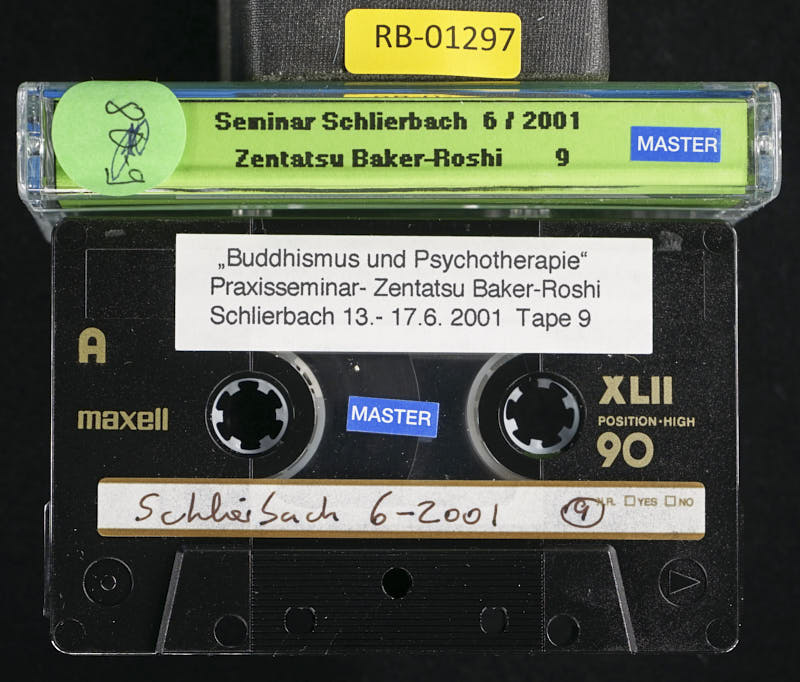 RB-01297
Seminar Schlierbach 6/2001
Zentatsu Baker-Roshi 9
MASTER
„Buddhismus und Psychotherapie“
Praxisseminar- Zentatsu Baker-Roshi
Schlierbach 13.- 17.6. 2001 Tape 9
A
maxell
MASTER
XLII
POSITION·HIGH
90
Schlierbach 6-2001 9
N.R. YES NO